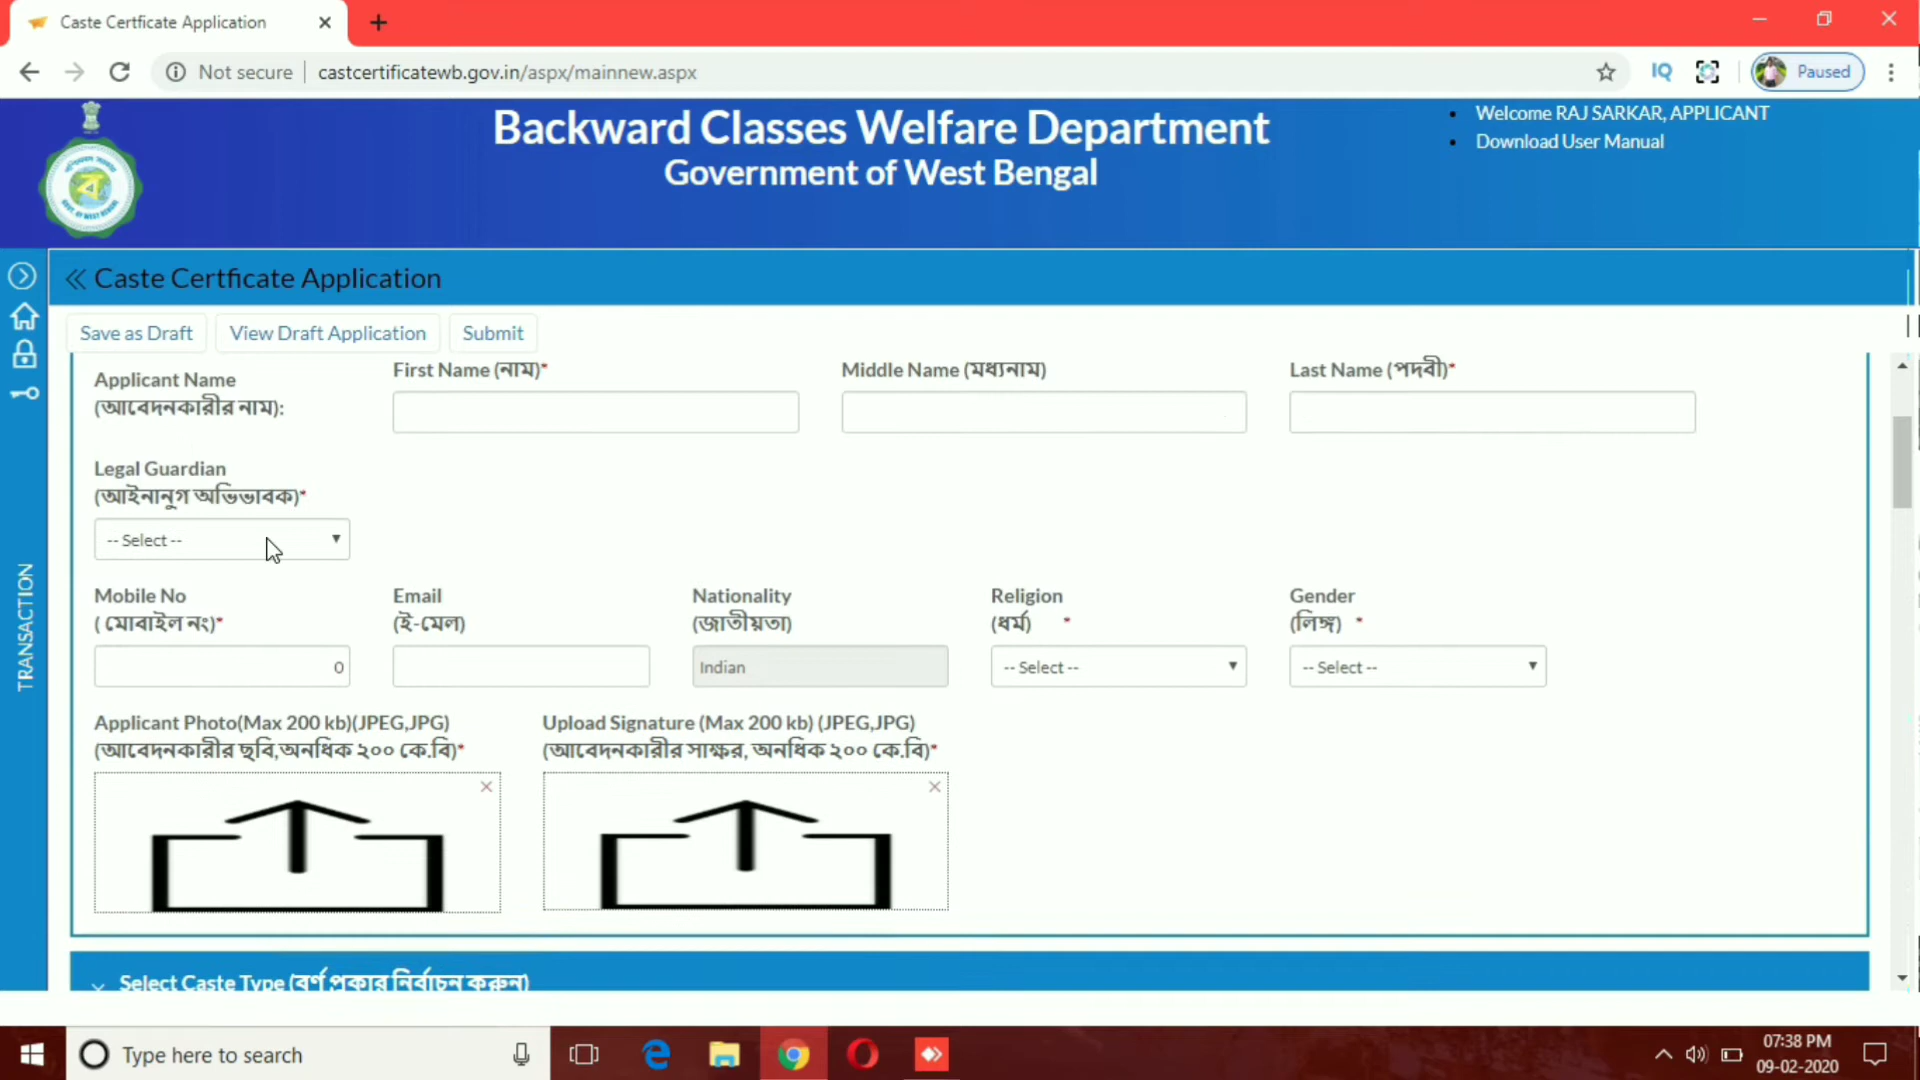 Caste Certficate Application
Not secure castcertificatewb.gov.in/aspx/mainnew.aspx IQ Paused
Backward Classes Welfare Department
Government of West Bengal
Welcome RAJ SARKAR, APPLICANT
Download User Manual
Caste Certficate Application
Save as Draft View Draft Application Submit
Applicant Name
(আবেদনকারীর নাম):
First Name (নাম)*
Middle Name (মধ্যনাম)
Last Name (পদবী)*
Legal Guardian
(আইনানুগ অভিভাবক)*
-- Select --
Mobile No
( মোবাইল নং)*
0
Email
(ই-মেল)
Nationality
(জাতীয়তা)
Indian
Religion
(ধর্ম) *
-- Select --
Gender
(লিঙ্গ) *
-- Select --
Applicant Photo(Max 200 kb)(JPEG,JPG)
(আবেদনকারীর ছবি,অনধিক ২০০ কে.বি)*
Upload Signature (Max 200 kb) (JPEG,JPG)
(আবেদনকারীর সাক্ষর, অনধিক ২০০ কে.বি)*
Select Caste Type (বর্ণ প্রকার নির্বাচন করুন)
TRANSACTION
Type here to search
07:38 PM
09-02-2020